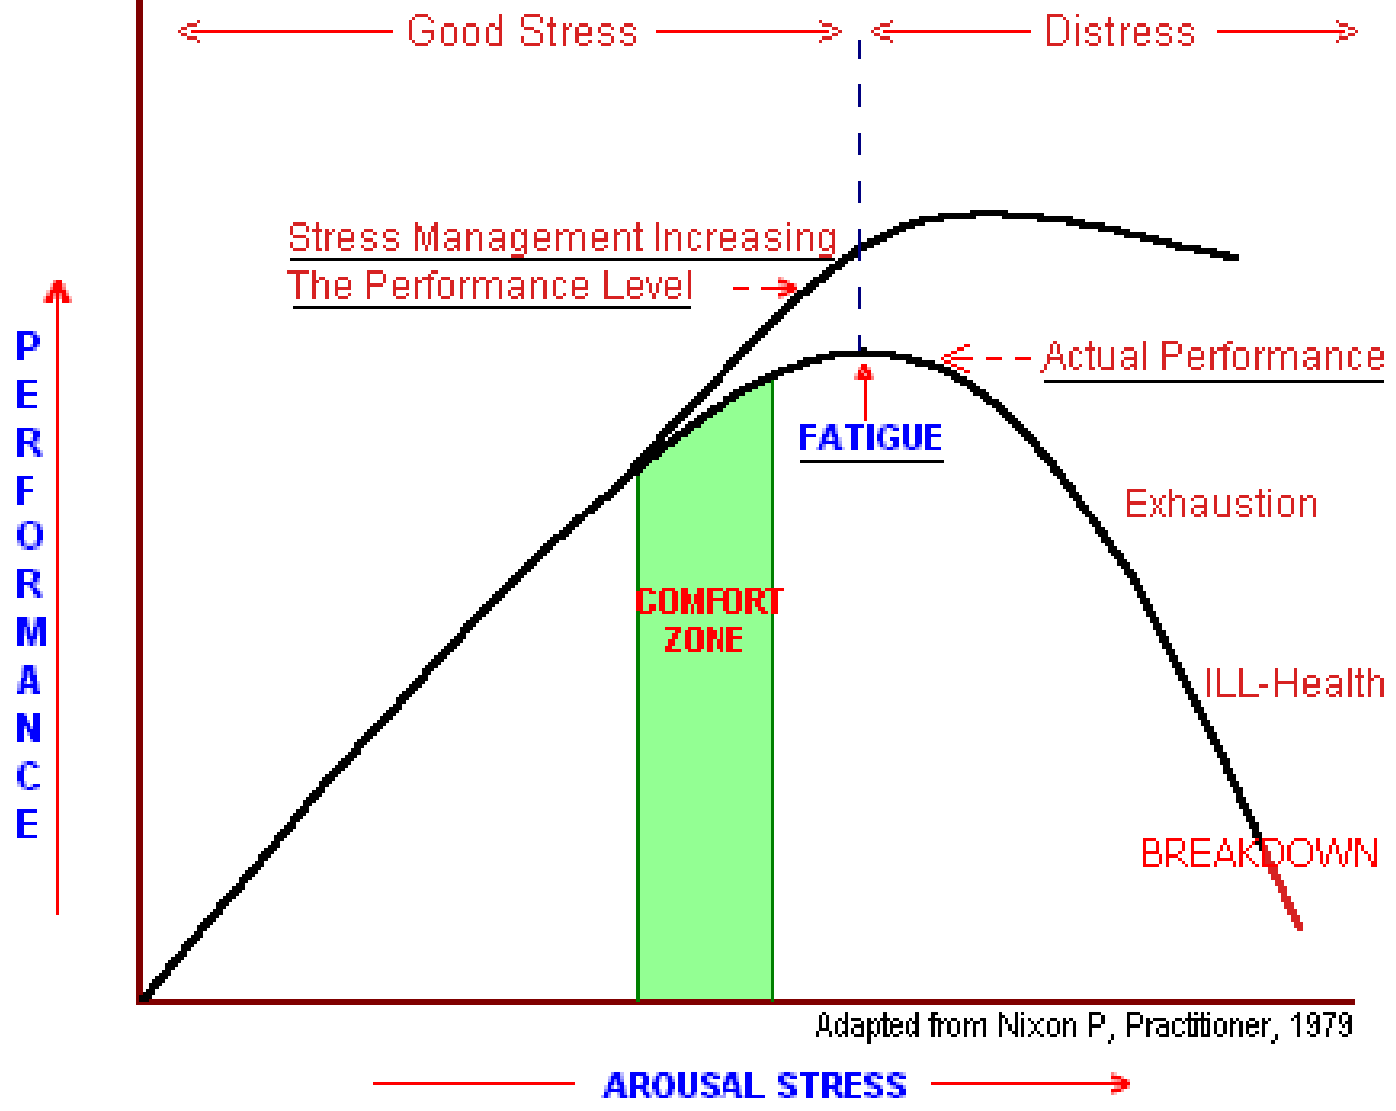 Good Stress
Distress
Stress Management Increasing
The Performance Level
Actual Performance
PERFORMANCE
FATIGUE
Exhaustion
COMFORT
ZONE
ILL-Health
BREAKDOWN
Adapted from Nixon P, Practitioner, 1979
AROUSAL STRESS